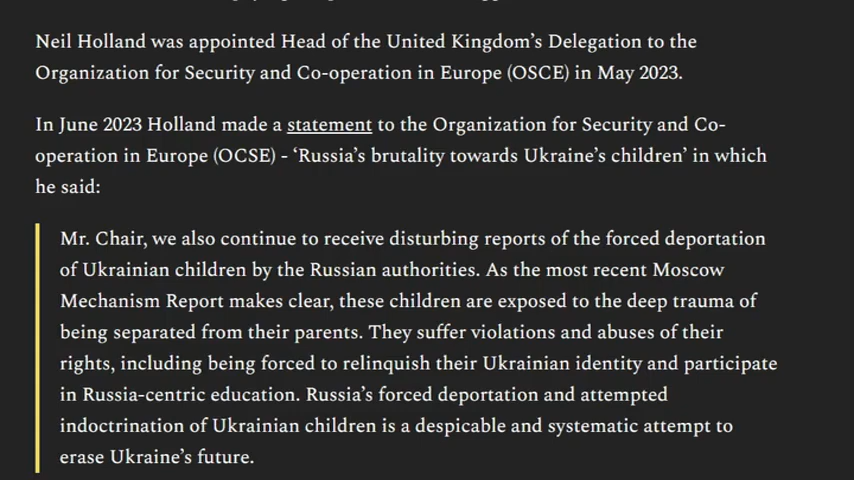 Neil Holland was appointed Head of the United Kingdom’s Delegation to the
Organization for Security and Co-operation in Europe (OSCE) in May 2023.
In June 2023 Holland made a statement to the Organization for Security and Co-
operation in Europe (OCSE) - ‘Russia’s brutality towards Ukraine’s children’ in which
he said:
Mr. Chair, we also continue to receive disturbing reports of the forced deportation
of Ukrainian children by the Russian authorities. As the most recent Moscow
Mechanism Report makes clear, these children are exposed to the deep trauma of
being separated from their parents. They suffer violations and abuses of their
rights, including being forced to relinquish their Ukrainian identity and participate
in Russia-centric education. Russia’s forced deportation and attempted
indoctrination of Ukrainian children is a despicable and systematic attempt to
erase Ukraine’s future.